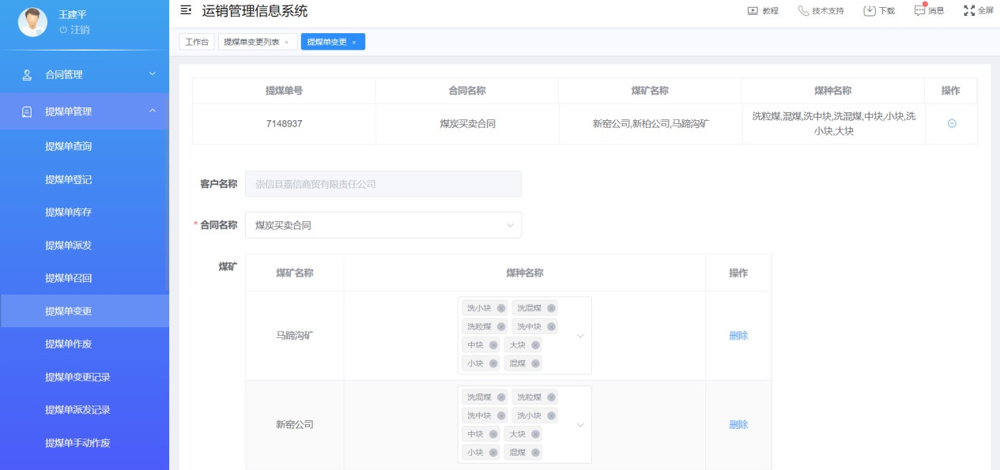 王建平
注销
运销管理信息系统
教程
技术支持
下载
消息
全屏
工作台
提煤单变更列表
提煤单变更
合同管理
提煤单管理
提煤单查询
提煤单登记
提煤单库存
提煤单派发
提煤单召回
提煤单变更
提煤单作废
提煤单变更记录
提煤单派发记录
提煤单手动作废
提煤单号 合同名称 煤矿名称 煤种名称 操作
7148937 煤炭买卖合同 新窑公司,新柏公司,马蹄沟矿 洗粒煤,混煤,洗中块,洗混煤,中块,小块,洗
小块,大块
客户名称 崇信县嘉信商贸有限责任公司
* 合同名称 煤炭买卖合同
煤矿
煤矿名称 煤种名称 操作
马蹄沟矿
洗小块 洗混煤
洗粒煤 洗中块
中块 大块
小块 混煤
删除
新窑公司
洗混煤 洗粒煤
洗中块 洗小块
中块 大块
小块 混煤
删除